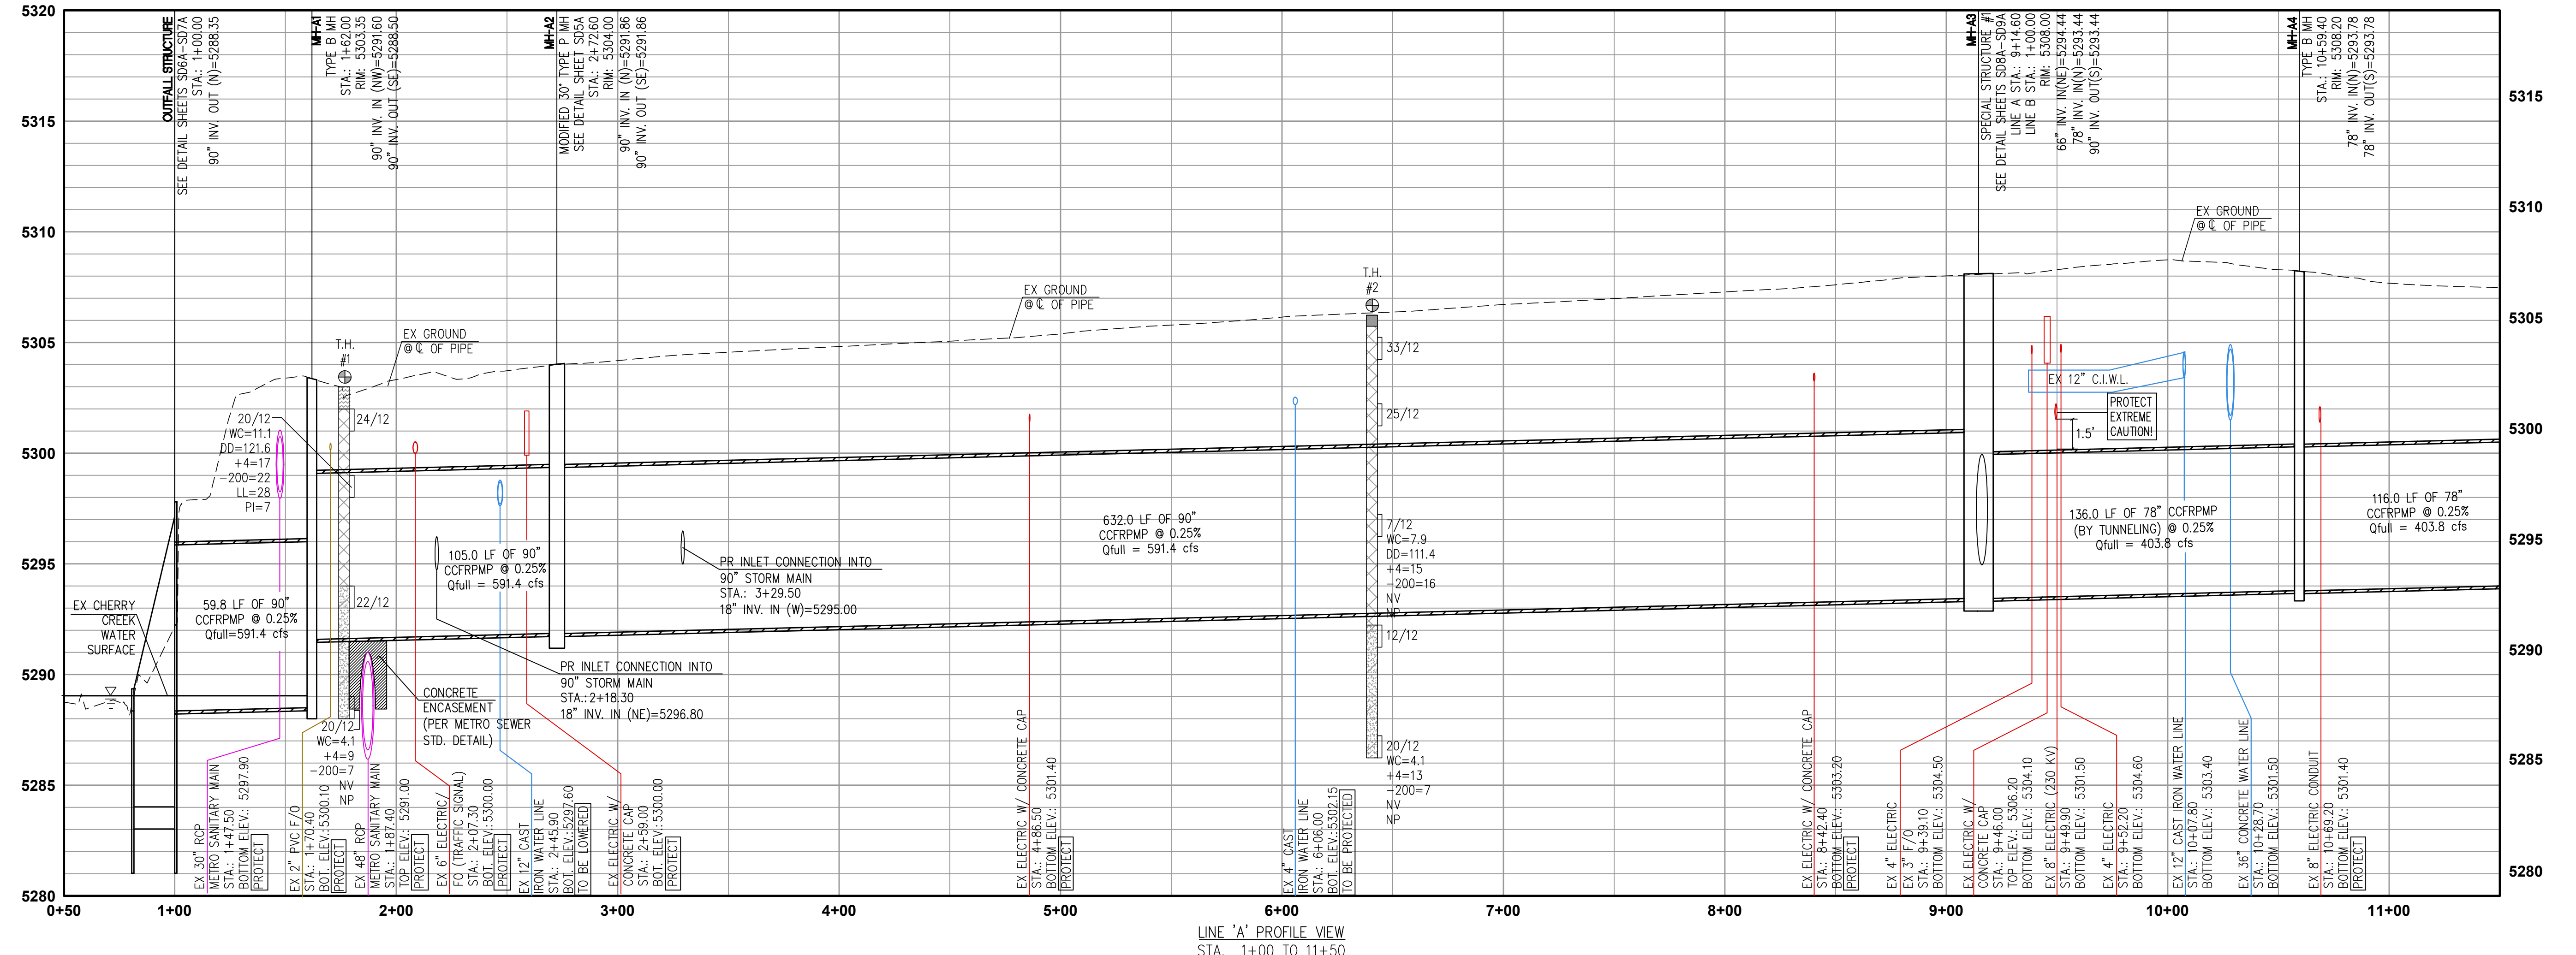 5320
5315
5310
5305
5300
5295
5290
5285
5280
OUTFALL STRUCTURE
SEE DETAIL SHEETS SD6A-SD7A
STA.: 1+00.00
90" INV. OUT (N)=5288.35
MH-A1
TYPE B MH
STA.: 1+62.00
RIM: 5303.35
90" INV. IN (NW)=5291.60
90" INV. OUT (SE)=5288.50
MH-A2
MODIFIED 30° TYPE P MH
SEE DETAIL SHEET SD5A
STA.: 2+72.60
RIM: 5304.00
90" INV. IN (N)=5291.86
90" INV. OUT (SE)=5291.86
MH-A3
SPECIAL STRUCTURE #1
SEE DETAIL SHEETS SD8A-SD9A
LINE A STA.: 9+14.60
LINE B STA.: 1+00.00
RIM: 5308.00
66" INV. IN(NE)=5294.44
78" INV. IN(N)=5293.44
90" INV. OUT(S)=5293.44
MH-A4
TYPE B MH
STA.: 10+59.40
RIM: 5308.20
78" INV. IN(N)=5293.78
78" INV. OUT(S)=5293.78
5315
5310
5305
5300
5295
5290
5285
5280
EX GROUND
@ ℄ OF PIPE
EX GROUND
@ ℄ OF PIPE
EX GROUND
@ ℄ OF PIPE
T.H.
#1
24/12
20/12
WC=11.1
DD=121.6
+4=17
-200=22
LL=28
PI=7
22/12
20/12
WC=4.1
+4=9
-200=7
NV
NP
T.H.
#2
33/12
25/12
7/12
WC=7.9
DD=111.4
+4=15
-200=16
NV
NP
12/12
20/12
WC=4.1
+4=13
-200=7
NV
NP
EX CHERRY
CREEK
WATER
SURFACE
59.8 LF OF 90"
CCFRPMP @ 0.25%
Qfull=591.4 cfs
105.0 LF OF 90"
CCFRPMP @ 0.25%
Qfull = 591.4 cfs
PR INLET CONNECTION INTO
90" STORM MAIN
STA.: 3+29.50
18" INV. IN (W)=5295.00
PR INLET CONNECTION INTO
90" STORM MAIN
STA.:2+18.30
18" INV. IN (NE)=5296.80
CONCRETE
ENCASEMENT
(PER METRO SEWER
STD. DETAIL)
632.0 LF OF 90"
CCFRPMP @ 0.25%
Qfull = 591.4 cfs
EX 12" C.I.W.L.
PROTECT
EXTREME
CAUTION!
1.5'
136.0 LF OF 78" CCFRPMP
(BY TUNNELING) @ 0.25%
Qfull = 403.8 cfs
116.0 LF OF 78"
CCFRPMP @ 0.25%
Qfull = 403.8 cfs
EX 30" RCP
METRO SANITARY MAIN
STA.: 1+47.50
BOTTOM ELEV.: 5297.90
PROTECT
EX 2" PVC F/O
STA.: 1+70.40
BOT. ELEV.:5300.10
PROTECT
EX 48" RCP
METRO SANITARY MAIN
STA.: 1+87.40
TOP ELEV.: 5291.00
PROTECT
EX 6" ELECTRIC/
FO (TRAFFIC SIGNAL)
STA.: 2+07.30
BOT. ELEV:5300.00
PROTECT
EX 12" CAST
IRON WATER LINE
STA.: 2+45.90
BOT. ELEV.:5297.60
TO BE LOWERED
EX ELECTRIC W/
CONCRETE CAP
STA.: 2+59.00
BOT. ELEV.:5300.00
PROTECT
EX ELECTRIC W/ CONCRETE CAP
STA.: 4+86.50
BOTTOM ELEV.: 5301.40
PROTECT
EX 4" CAST
IRON WATER LINE
STA.: 6+06.00
BOT. ELEV.:5302.15
TO BE PROTECTED
EX ELECTRIC W/ CONCRETE CAP
STA.: 8+42.40
BOTTOM ELEV.: 5303.20
PROTECT
EX 4" ELECTRIC
EX 3" F/O
STA.: 9+39.10
BOTTOM ELEV.: 5304.50
EX ELECTRIC W/
CONCRETE CAP
STA.: 9+46.00
TOP ELEV.: 5306.20
BOTTOM ELEV.: 5304.10
EX 8" ELECTRIC (230 KV)
STA.: 9+49.90
BOTTOM ELEV.: 5301.50
EX 4" ELECTRIC
STA.: 9+52.20
BOTTOM ELEV.: 5304.60
EX 12" CAST IRON WATER LINE
STA.: 10+07.80
BOTTOM ELEV.: 5303.40
EX 36" CONCRETE WATER LINE
STA.: 10+28.70
BOTTOM ELEV.: 5301.50
EX 8" ELECTRIC CONDUIT
STA.: 10+69.20
BOTTOM ELEV.: 5301.40
PROTECT
0+50 1+00 2+00 3+00 4+00 5+00 6+00 7+00 8+00 9+00 10+00 11+00
LINE 'A' PROFILE VIEW
STA. 1+00 TO 11+50